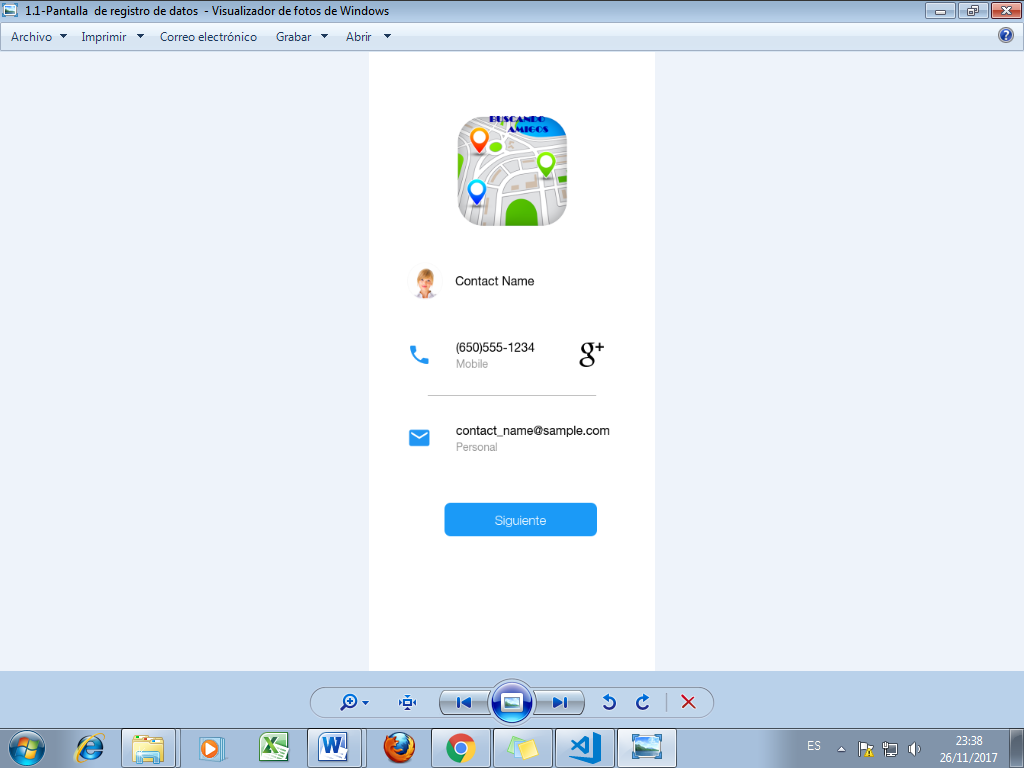 1.1-Pantalla  de registro de datos  - Visualizador de fotos de Windows
Archivo Imprimir Correo electrónico Grabar Abrir
BUSCANDO
AMIGOS
Contact Name
(650)555-1234
Mobile
g+
contact_name@sample.com
Personal
Siguiente
ES
23:38
26/11/2017